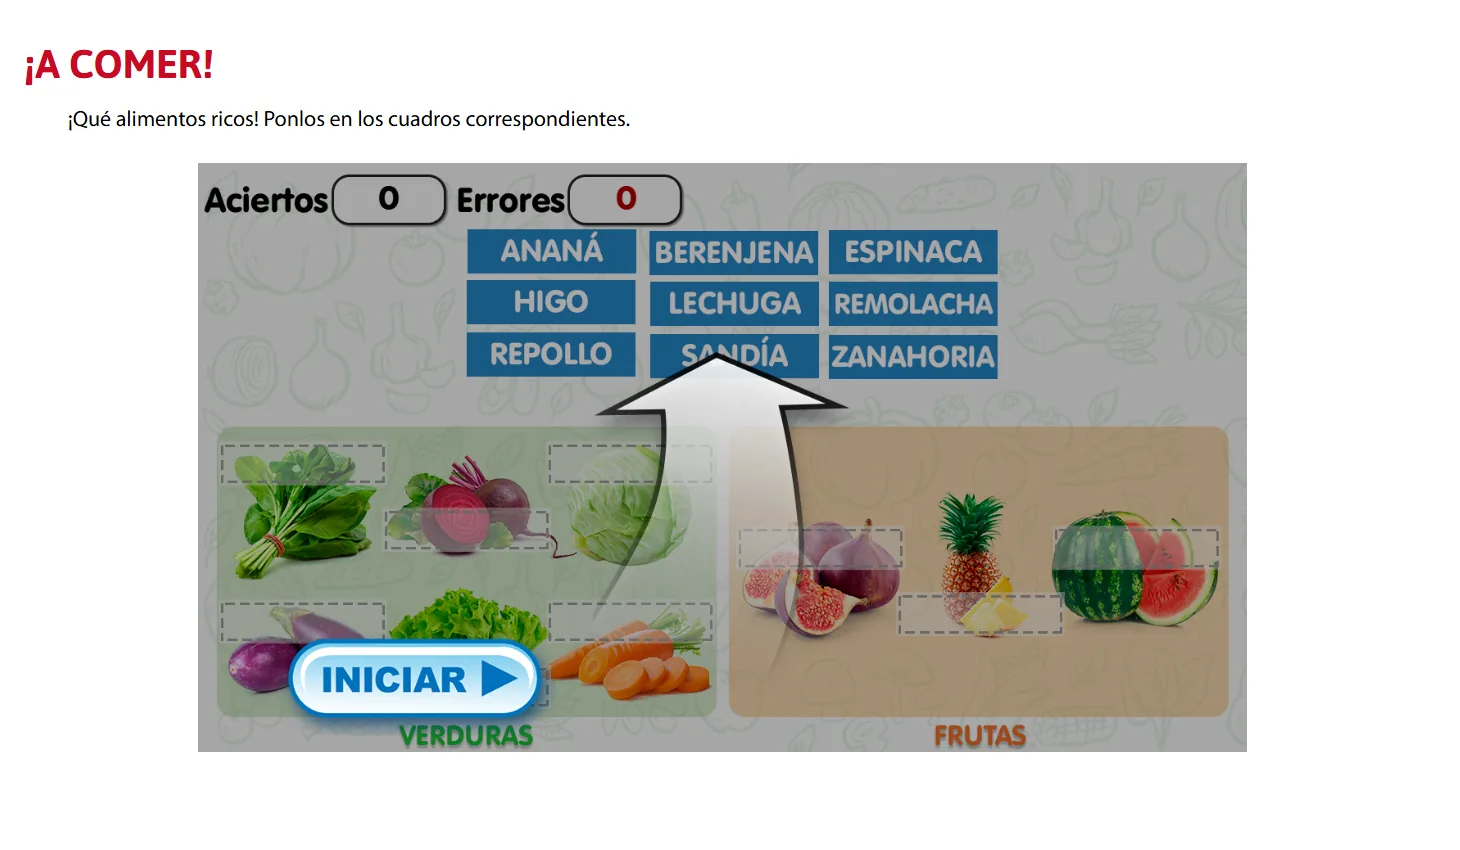 ¡A COMER!
¡Qué alimentos ricos! Ponlos en los cuadros correspondientes.
Aciertos 0 Errores 0
ANANÁ BERENJENA ESPINACA
HIGO LECHUGA REMOLACHA
REPOLLO SANDÍA ZANAHORIA
INICIAR
VERDURAS FRUTAS